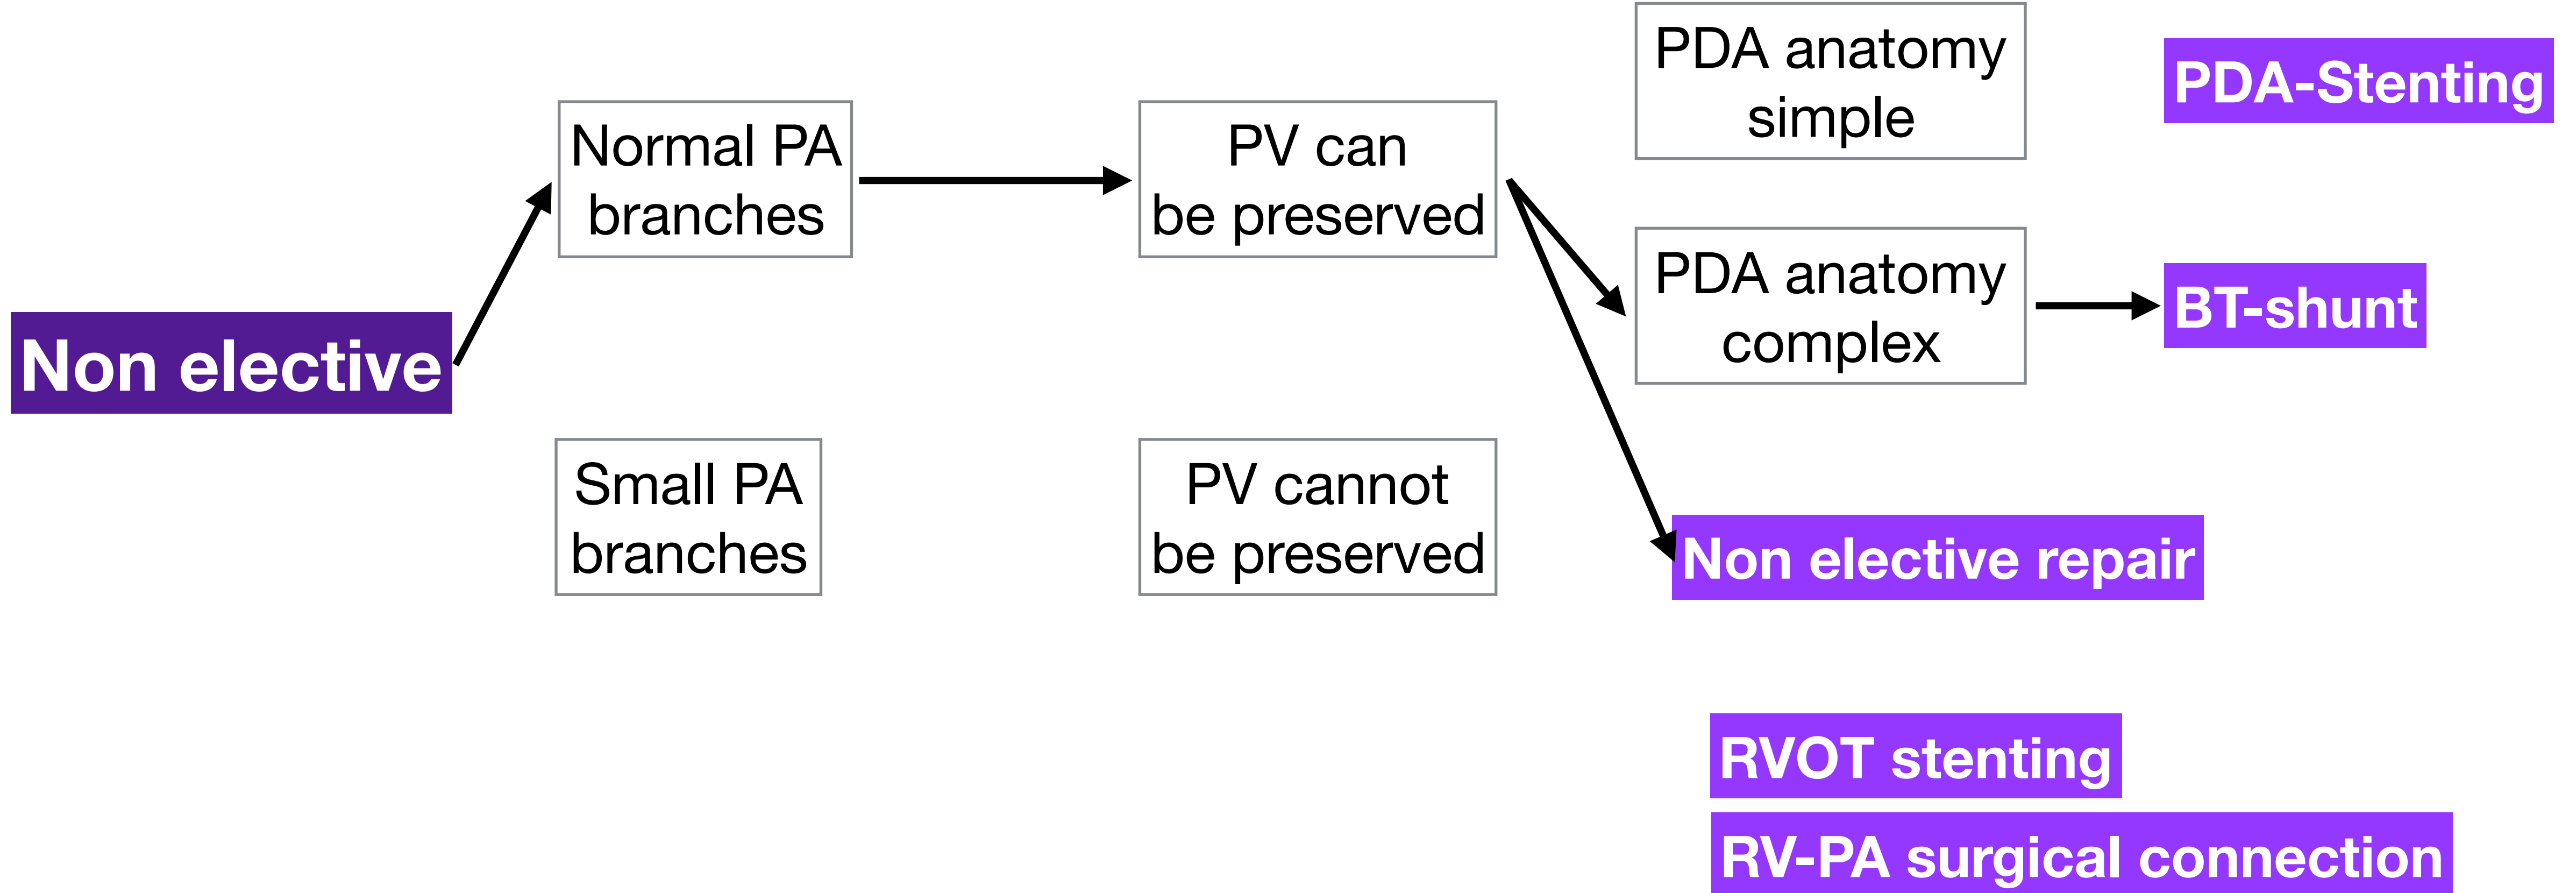 Non elective
Normal PA
branches
Small PA
branches
PV can
be preserved
PV cannot
be preserved
PDA anatomy
simple
PDA-Stenting
PDA anatomy
complex
BT-shunt
Non elective repair
RVOT stenting
RV-PA surgical connection